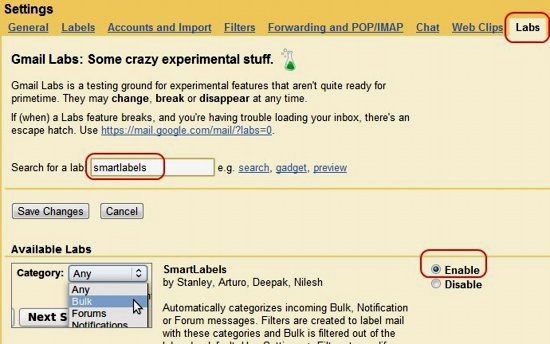 Settings
General Labels Accounts and Import Filters Forwarding and POP/IMAP Chat Web Clips Labs
Gmail Labs: Some crazy experimental stuff.
Gmail Labs is a testing ground for experimental features that aren't quite ready for
primetime. They may change, break or disappear at any time.
If (when) a Labs feature breaks, and you're having trouble loading your inbox, there's an
escape hatch. Use https://mail.google.com/mail/?labs=0.
Search for a lab: smartlabels e.g. search, gadget, preview
Save Changes Cancel
Available Labs
Category: Any
Any
Bulk
Forums
Notifications
Next S
SmartLabels
by Stanley, Arturo, Deepak, Nilesh
Enable
Disable
Automatically categorizes incoming Bulk, Notification
or Forum messages. Filters are created to label mail
with these categories and Bulk is filtered out of the